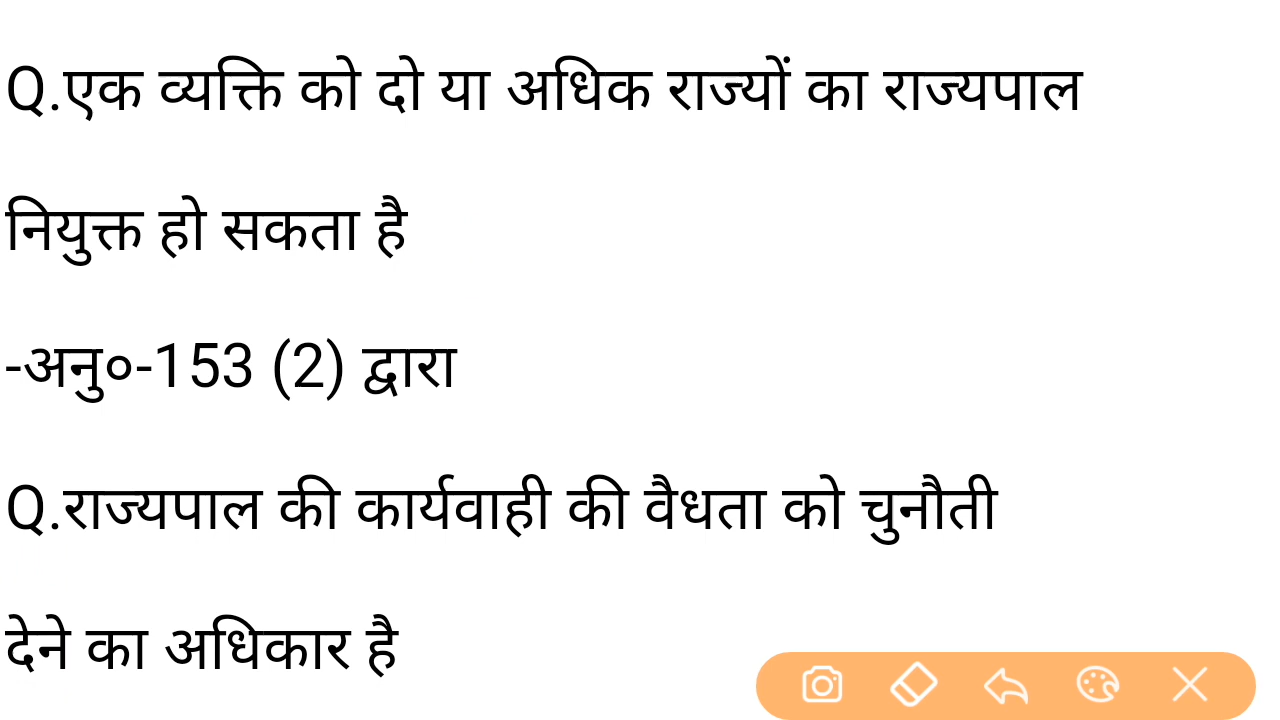 Q.एक व्यक्ति को दो या अधिक राज्यों का राज्यपाल
नियुक्त हो सकता है
-अनु०-153 (2) द्वारा
Q.राज्यपाल की कार्यवाही की वैधता को चुनौती
देने का अधिकार है